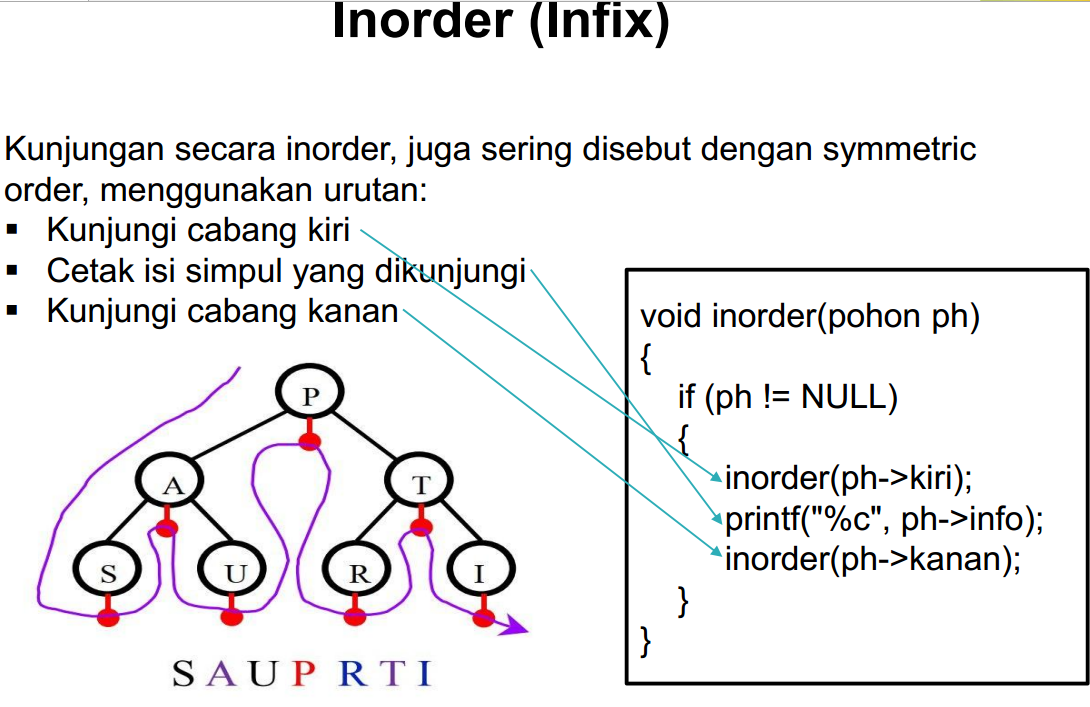 Inorder (Infix)
Kunjungan secara inorder, juga sering disebut dengan symmetric
order, menggunakan urutan:
▪ Kunjungi cabang kiri
▪ Cetak isi simpul yang dikunjungi
▪ Kunjungi cabang kanan
void inorder(pohon ph)
{
if (ph != NULL)
{
inorder(ph->kiri);
printf("%c", ph->info);
inorder(ph->kanan);
}
}
P
A T
S U R I
S A U P R T I